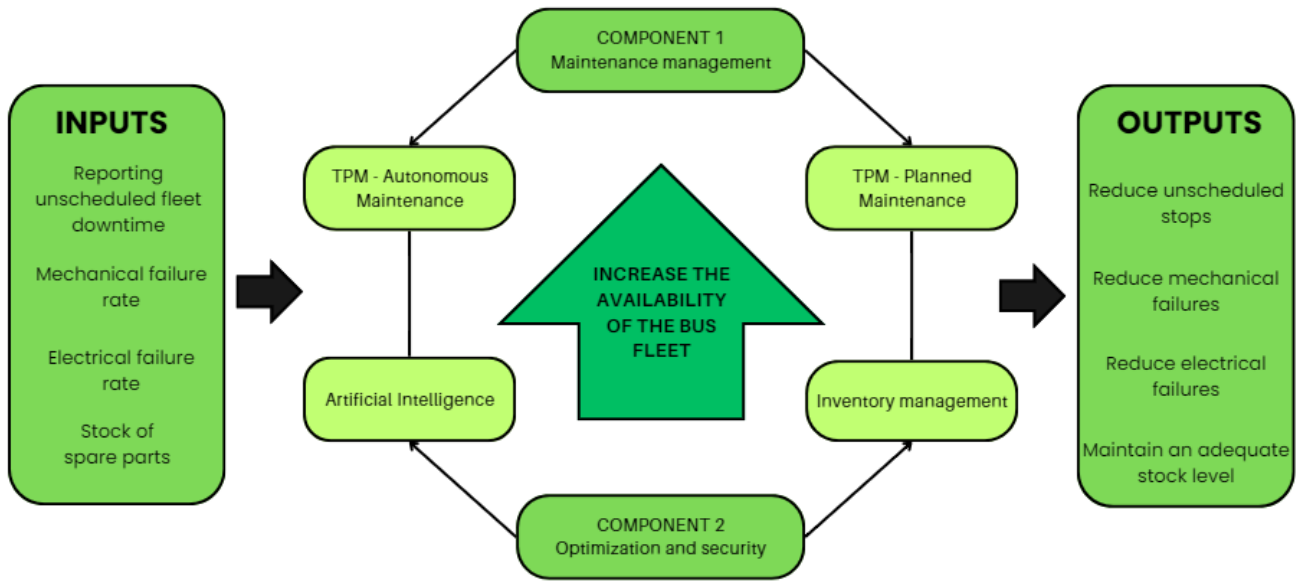 INPUTS
Reporting
unscheduled fleet
downtime
Mechanical failure
rate
Electrical failure
rate
Stock of
spare parts
COMPONENT 1
Maintenance management
TPM - Autonomous
Maintenance
TPM - Planned
Maintenance
INCREASE THE
AVAILABILITY
OF THE BUS
FLEET
Artificial Intelligence
Inventory management
COMPONENT 2
Optimization and security
OUTPUTS
Reduce unscheduled
stops
Reduce mechanical
failures
Reduce electrical
failures
Maintain an adequate
stock level